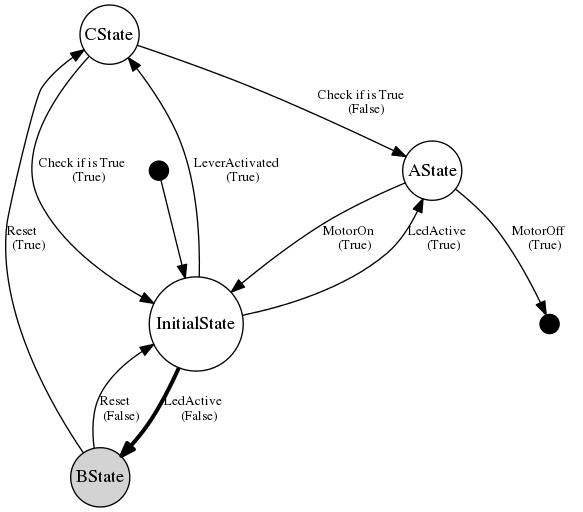 CState
Check if is True
(False)
Check if is True
(True)
LeverActivated
(True)
AState
Reset
(True)
MotorOn
(True)
LedActive
(True)
MotorOff
(True)
InitialState
Reset
(False)
LedActive
(False)
BState